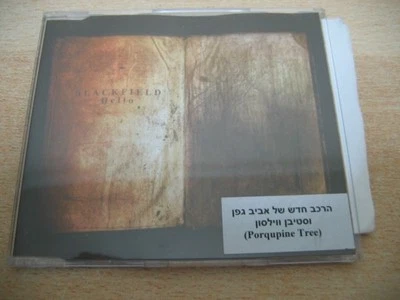 BLACKFIELD
Hello
הרכב חדש של אביב גפן
וסטיבן ווילסון
(Porqupine Tree)